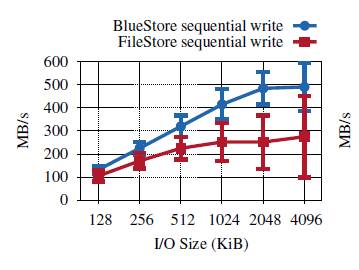 BlueStore sequential write
FileStore sequential write
600
500
400
300
200
100
0
MB/s
MB/s
128 256 512 1024 2048 4096
I/O Size (KiB)